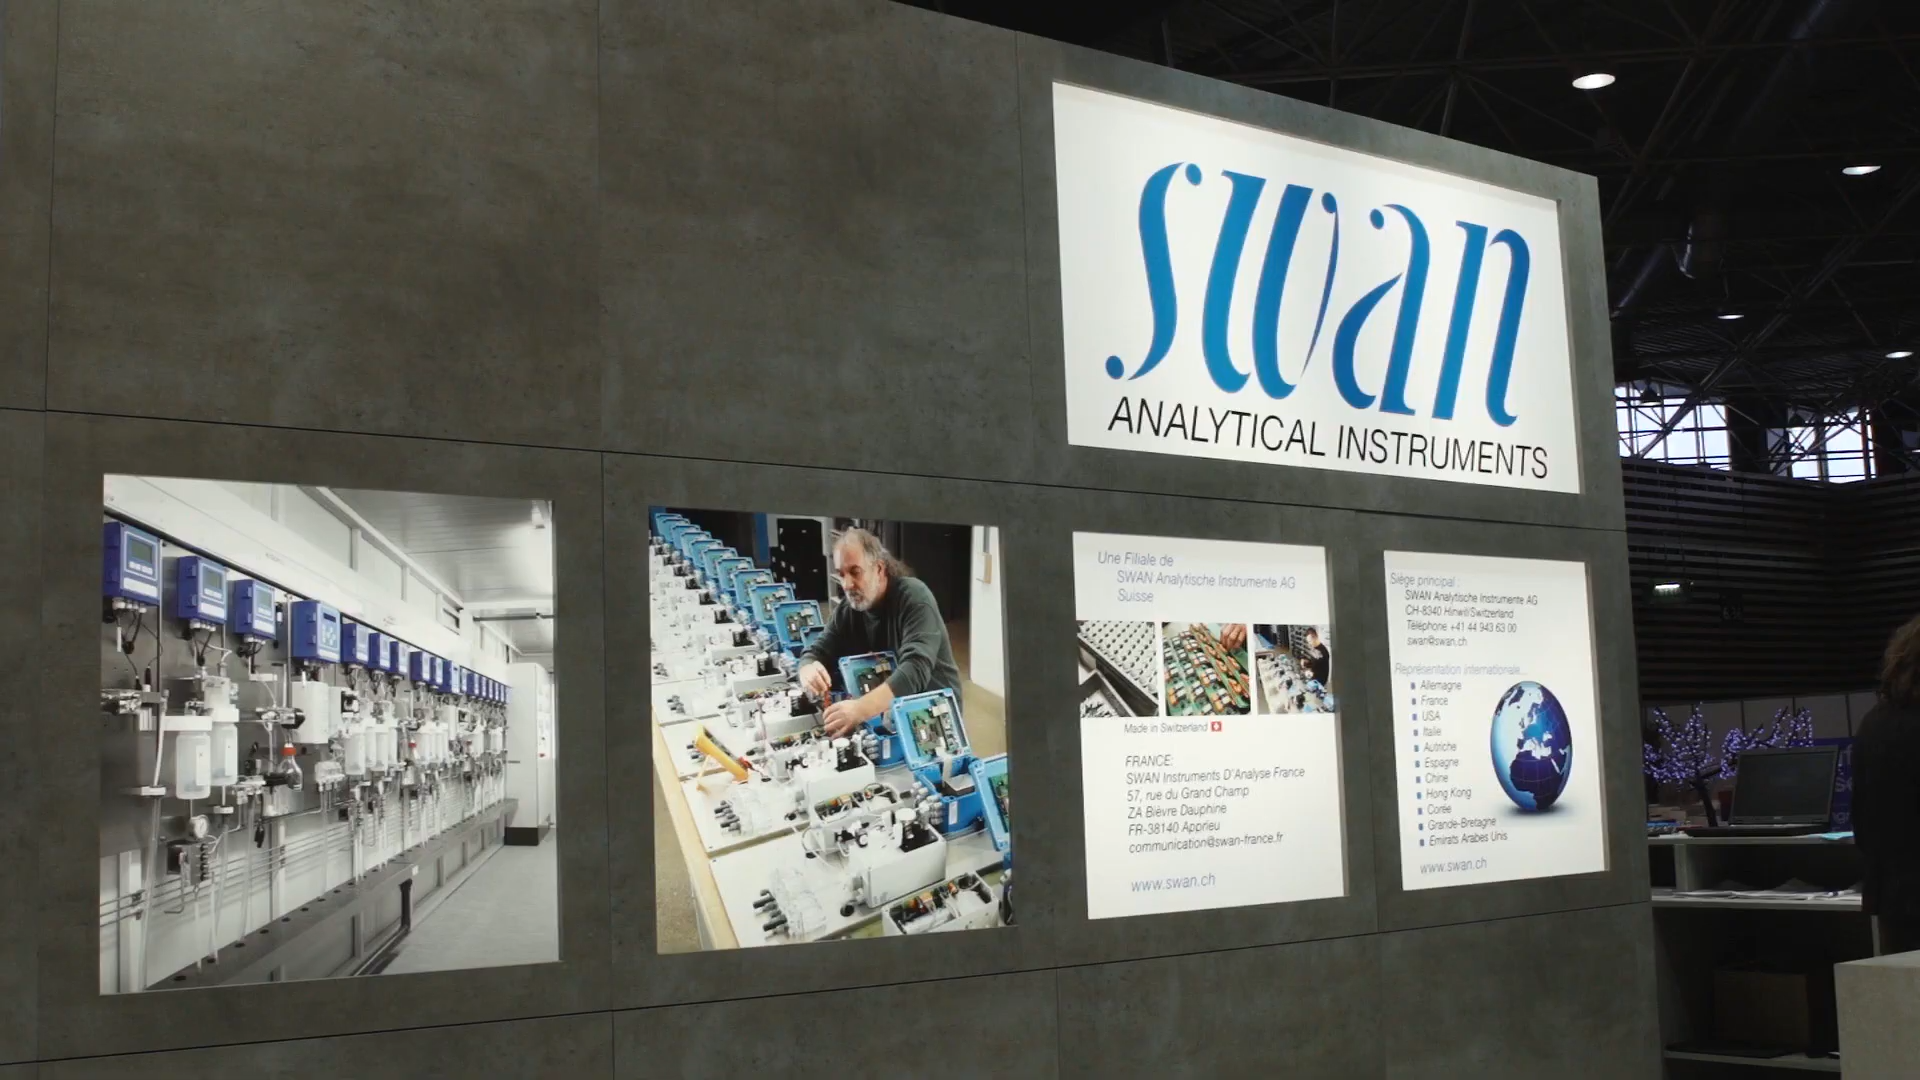 swan
ANALYTICAL INSTRUMENTS
Une Filiale de
SWAN Analytische Instrumente AG
Suisse
Made in Switzerland
FRANCE:
SWAN Instruments D'Analyse France
57, rue du Grand Champ
ZA Bièvre Dauphine
FR-38140 Apprieu
communication@swan-france.fr
www.swan.ch
Siège principal :
SWAN Analytische Instrumente AG
CH-8340 Hinwil/Switzerland
Téléphone +41 44 943 63 00
swan@swan.ch
Représentation internationale...
Allemagne
France
USA
Italie
Autriche
Espagne
Chine
Hong Kong
Corée
Grande-Bretagne
Emirats Arabes Unis
www.swan.ch